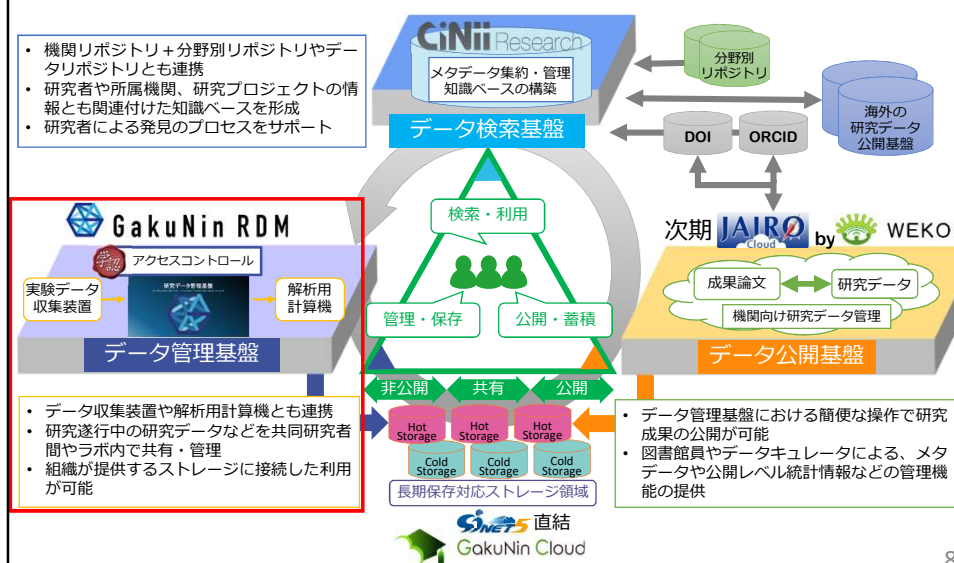 CiNii Research
メタデータ集約・管理
知識ベースの構築
データ検索基盤
• 機関リポジトリ+分野別リポジトリやデー
タリポジトリとも連携
• 研究者や所属機関、研究プロジェクトの情
報とも関連付けた知識ベースを形成
• 研究者による発見のプロセスをサポート
分野別
リポジトリ
海外の
研究データ
公開基盤
DOI
ORCID
GakuNin RDM
学認
アクセスコントロール
実験データ
収集装置
研究データ管理基盤
解析用
計算機
データ管理基盤
検索・利用
管理・保存
公開・蓄積
次期 JAIRO Cloud by WEKO
成果論文
研究データ
機関向け研究データ管理
データ公開基盤
非公開
共有
公開
Hot
Storage
Hot
Storage
Hot
Storage
Cold
Storage
Cold
Storage
Cold
Storage
長期保存対応ストレージ領域
• データ収集装置や解析用計算機とも連携
• 研究遂行中の研究データなどを共同研究者
間やラボ内で共有・管理
• 組織が提供するストレージに接続した利用
が可能
• データ管理基盤における簡便な操作で研究
成果の公開が可能
• 図書館員やデータキュレータによる、メタ
データや公開レベル統計情報などの管理機
能の提供
SINET5 直結
GakuNin Cloud
8